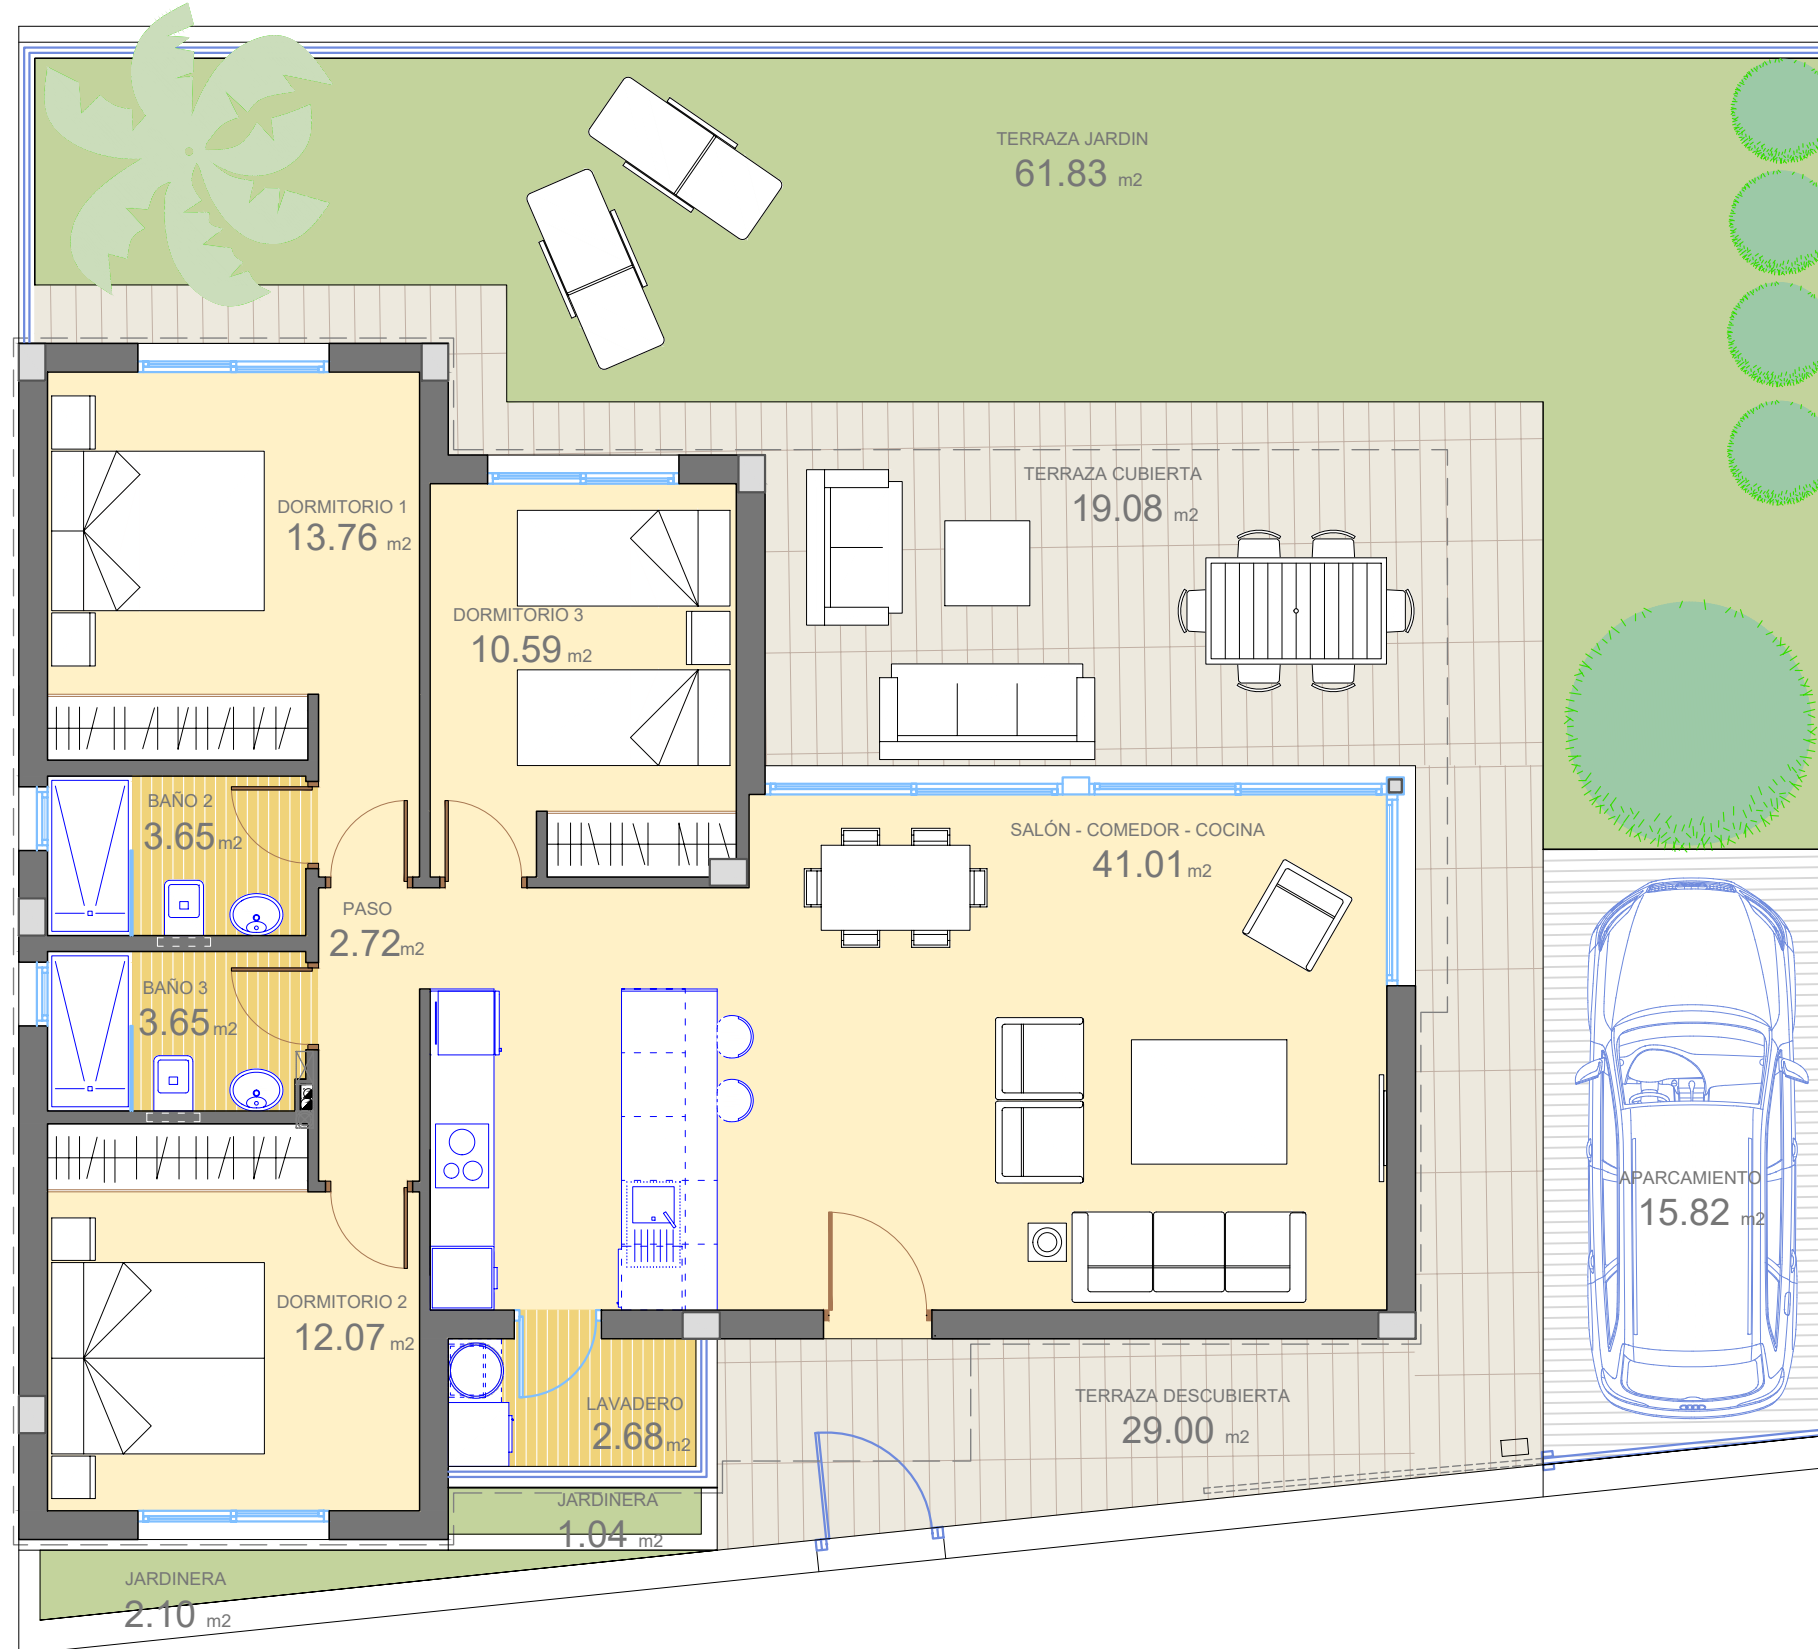 TERRAZA JARDIN
61.83 m2
TERRAZA CUBIERTA
19.08 m2
DORMITORIO 1
13.76 m2
DORMITORIO 3
10.59 m2
BAÑO 2
3.65 m2
SALÓN - COMEDOR - COCINA
41.01 m2
PASO
2.72 m2
BAÑO 3
3.65 m2
APARCAMIENTO
15.82 m2
DORMITORIO 2
12.07 m2
LAVADERO
2.68 m2
TERRAZA DESCUBIERTA
29.00 m2
JARDINERA
1.04 m2
JARDINERA
2.10 m2